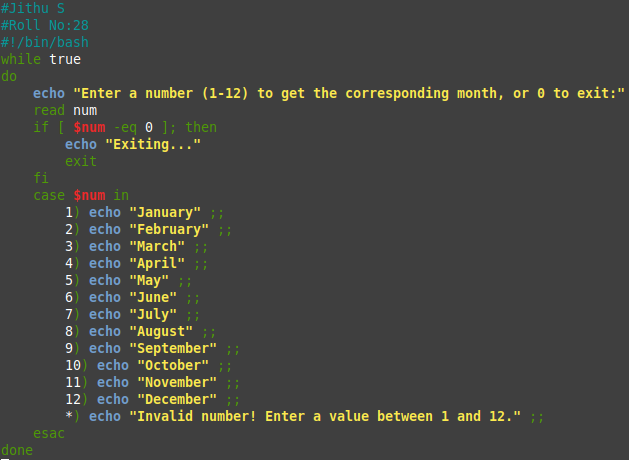 #Jithu S
#Roll No:28
#!/bin/bash
while true
do
    echo "Enter a number (1-12) to get the corresponding month, or 0 to exit:"
    read num
    if [ $num -eq 0 ]; then
        echo "Exiting..."
        exit
    fi
    case $num in
        1) echo "January" ;;
        2) echo "February" ;;
        3) echo "March" ;;
        4) echo "April" ;;
        5) echo "May" ;;
        6) echo "June" ;;
        7) echo "July" ;;
        8) echo "August" ;;
        9) echo "September" ;;
        10) echo "October" ;;
        11) echo "November" ;;
        12) echo "December" ;;
        *) echo "Invalid number! Enter a value between 1 and 12." ;;
    esac
done